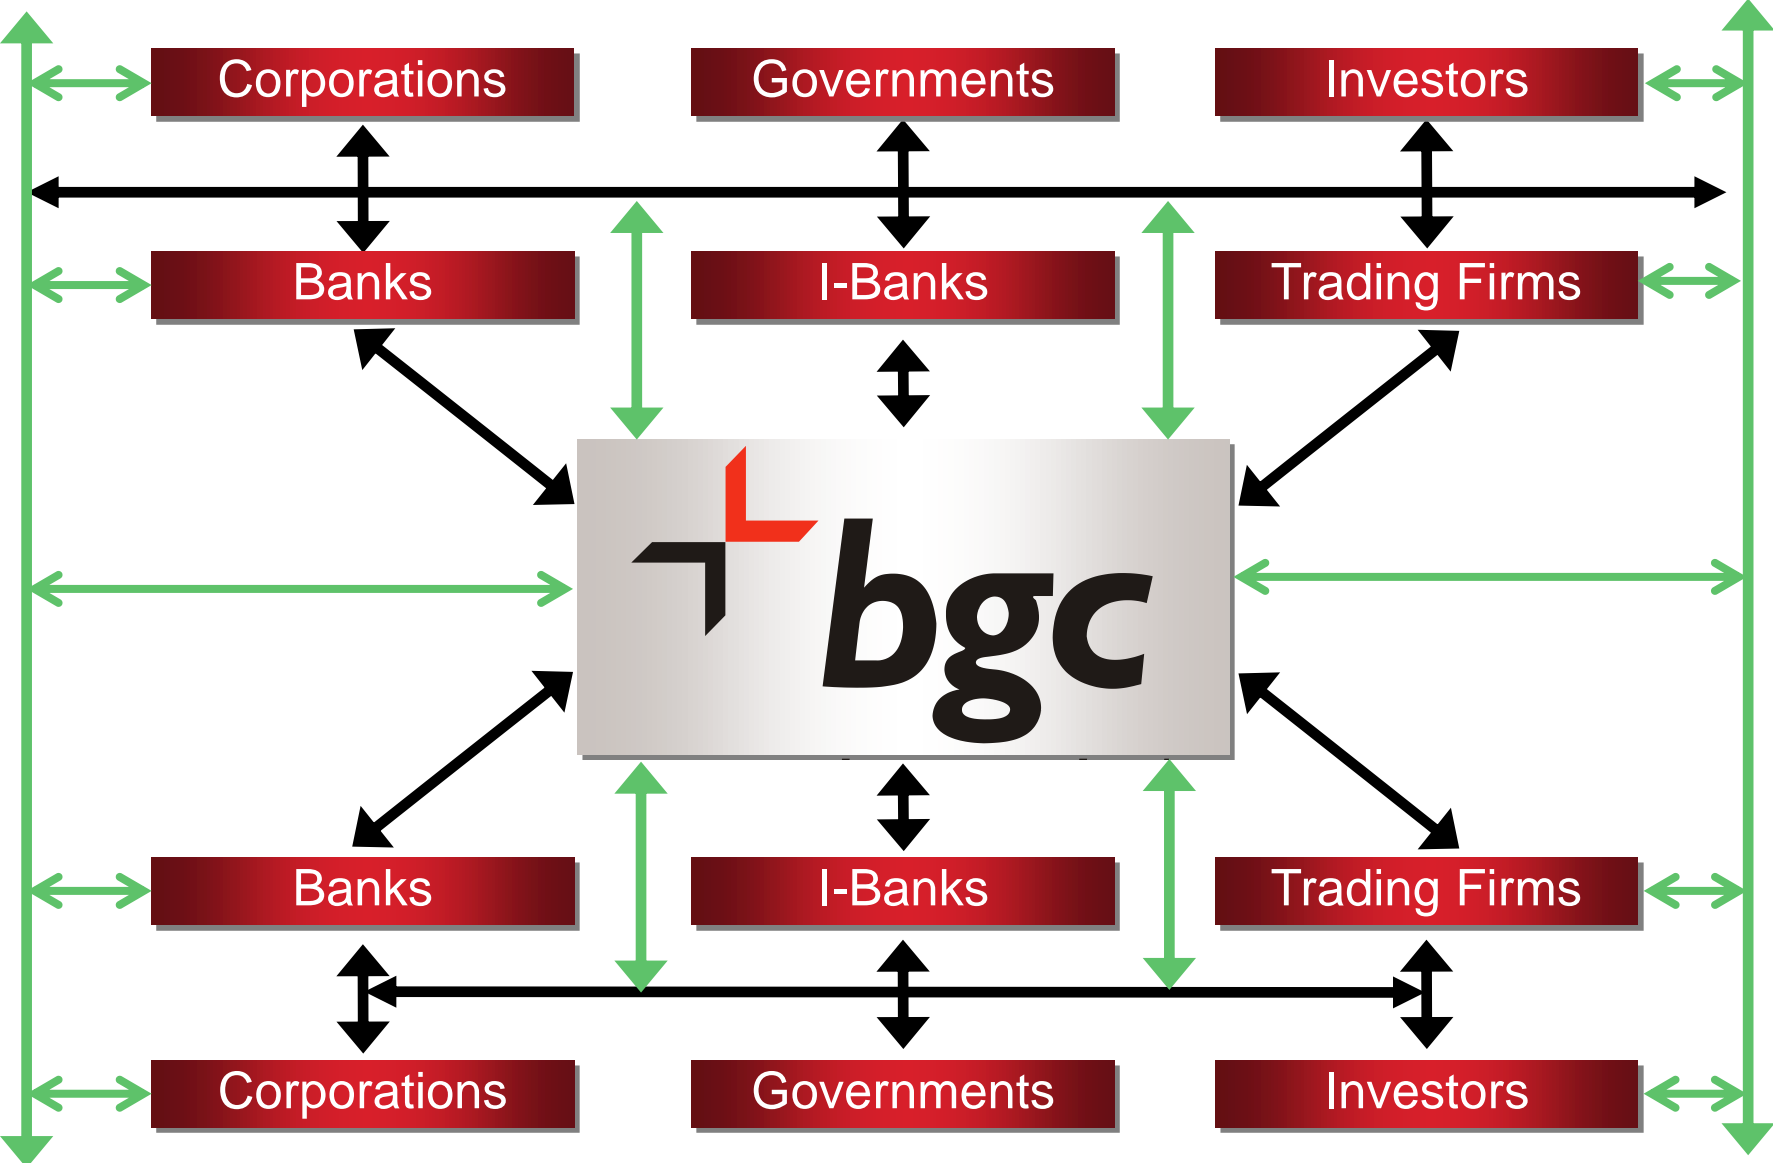 Corporations
Governments
Investors
Banks
I-Banks
Trading Firms
bgc
Banks
I-Banks
Trading Firms
Corporations
Governments
Investors